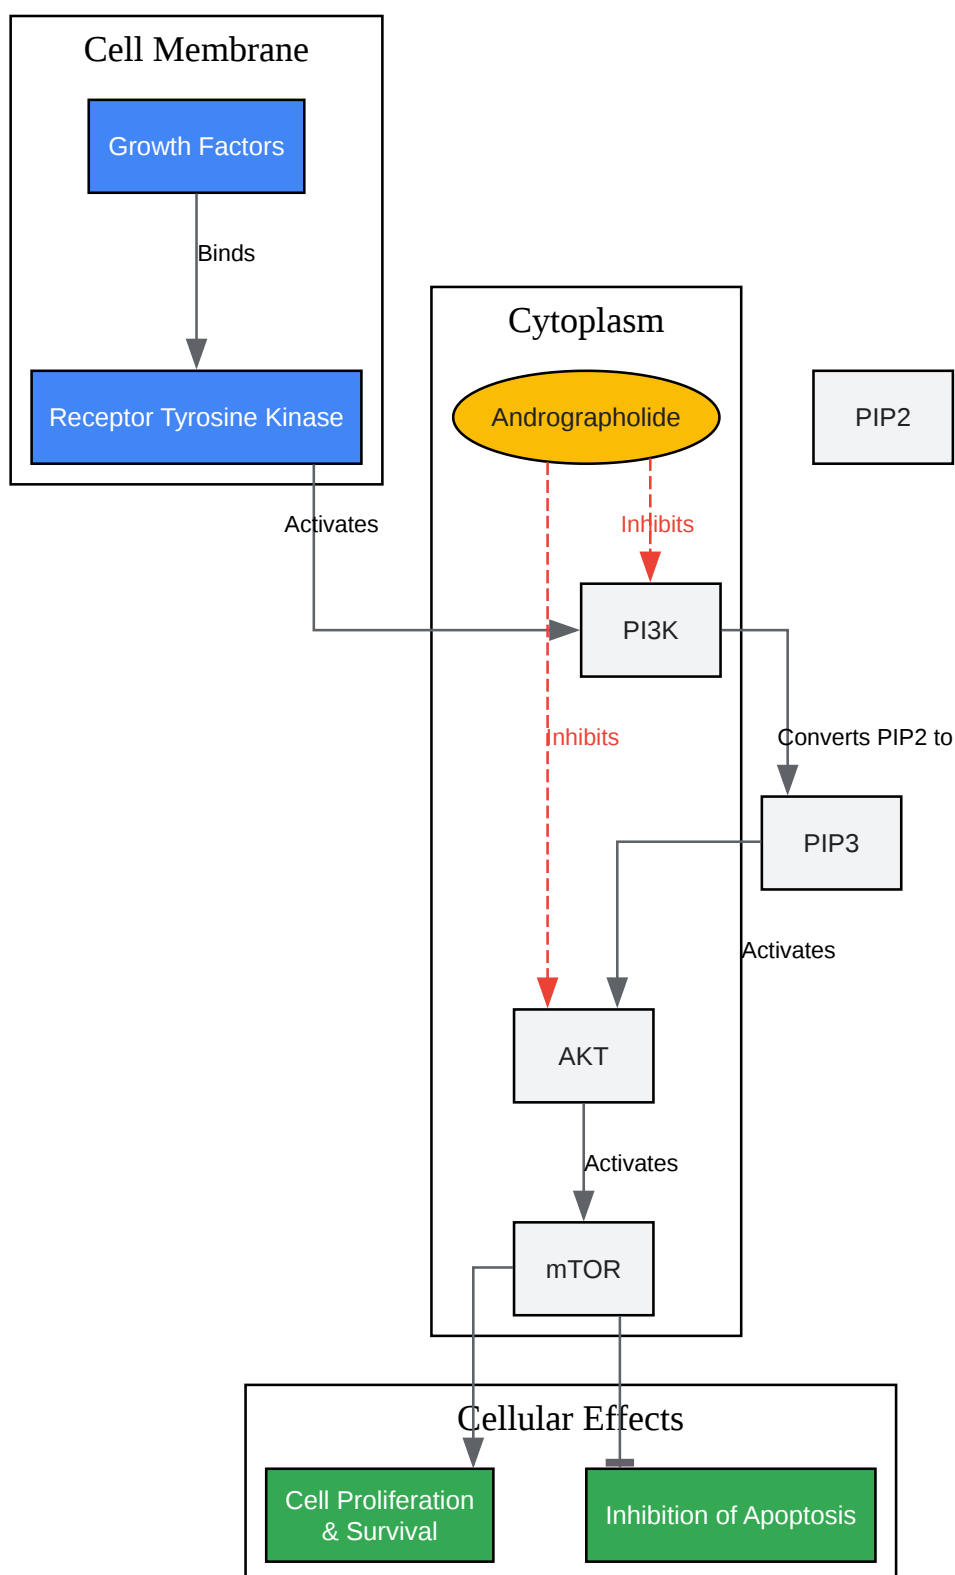 Cell Membrane
Growth Factors
Binds
Receptor Tyrosine Kinase
Activates
Cytoplasm
Andrographolide
PIP2
Inhibits
PI3K
Inhibits
Converts PIP2 to
PIP3
Activates
AKT
Activates
mTOR
Cellular Effects
Cell Proliferation
& Survival
Inhibition of Apoptosis